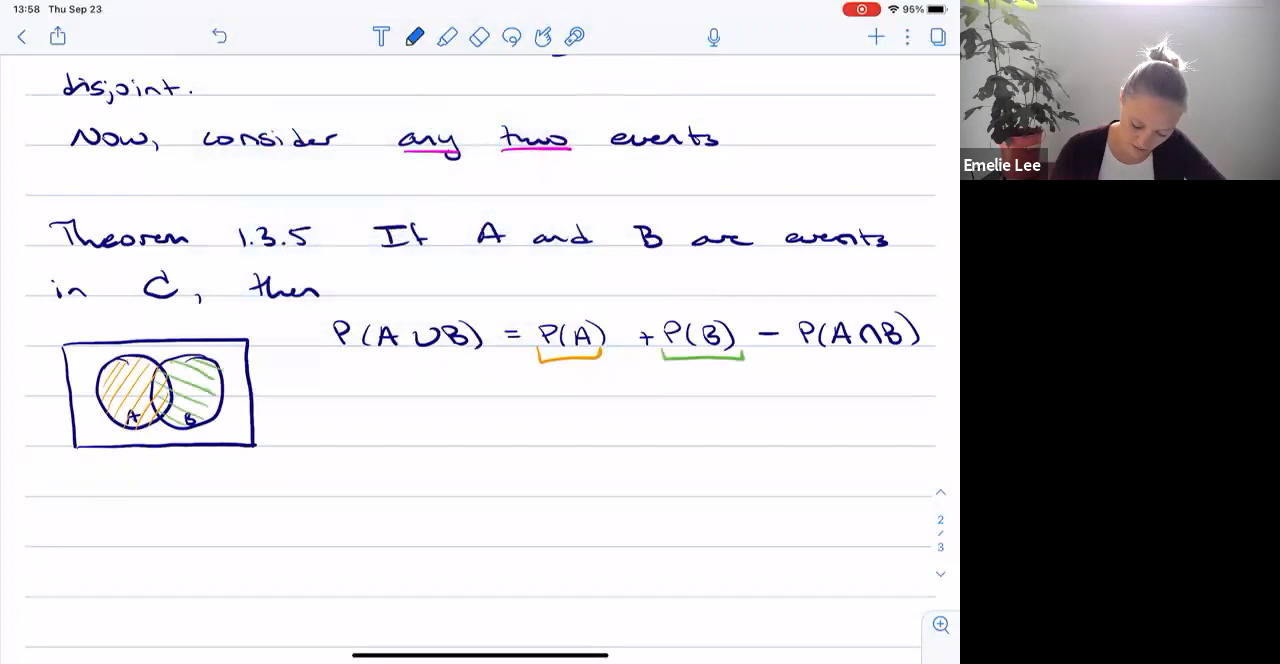 13:58 Thu Sep 23
95%
T
disjoint.
Now, consider any two events
Emelie Lee
Theorem 1.3.5 If A and B are events
in C, then
P(A ∪ B) = P(A) + P(B) - P(A ∩ B)
A B
2
/
3